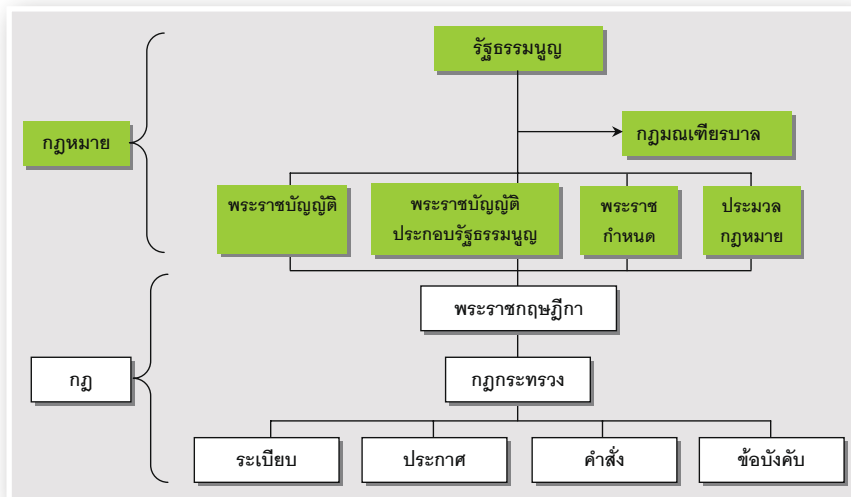 รัฐธรรมนูญ
กฎหมาย
กฎมณเฑียรบาล
พระราชบัญญัติ
พระราชบัญญัติ
ประกอบรัฐธรรมนูญ
พระราช
กำหนด
ประมวล
กฎหมาย
พระราชกฤษฎีกา
กฎ
กฎกระทรวง
ระเบียบ
ประกาศ
คำสั่ง
ข้อบังคับ